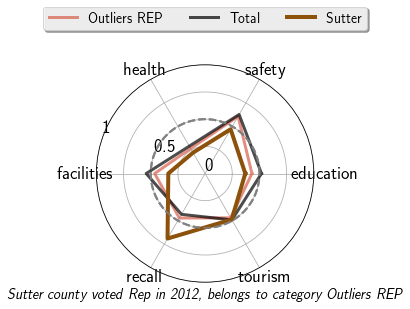 Outliers REP Total Sutter
health safety
1
0.5
0
facilities education
recall tourism
Sutter county voted Rep in 2012, belongs to category Outliers REP